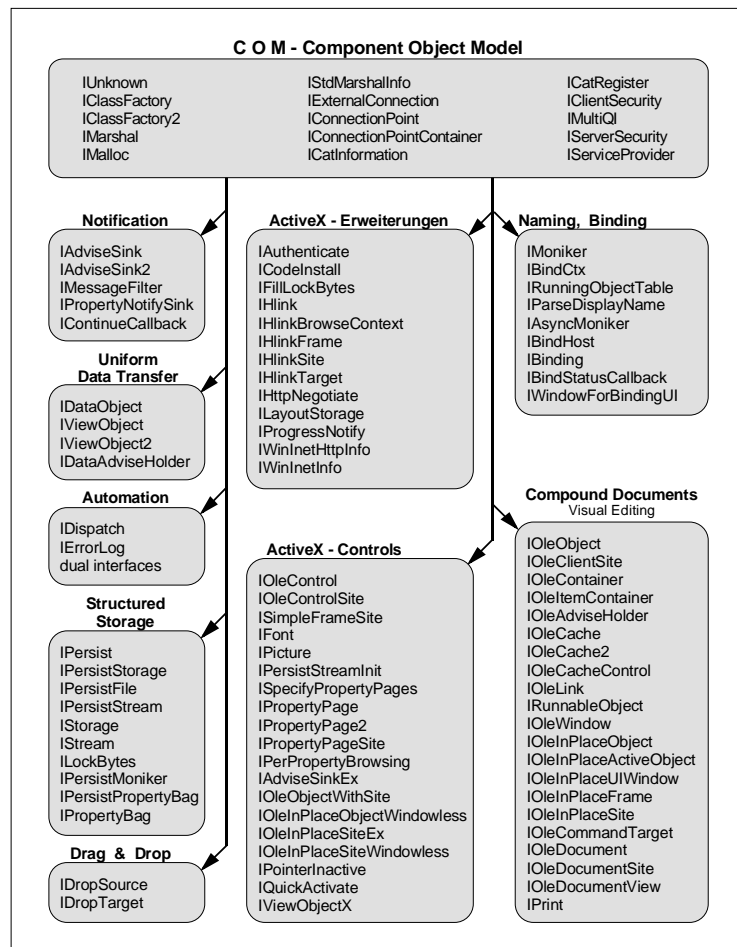 C O M - Component Object Model
IUnknown
IClassFactory
IClassFactory2
IMarshal
IMalloc
IStdMarshalInfo
IExternalConnection
IConnectionPoint
IConnectionPointContainer
ICatInformation
ICatRegister
IClientSecurity
IMultiQI
IServerSecurity
IServiceProvider
Notification
IAdviseSink
IAdviseSink2
IMessageFilter
IPropertyNotifySink
IContinueCallback
Uniform
Data Transfer
IDataObject
IViewObject
IViewObject2
IDataAdviseHolder
Automation
IDispatch
IErrorLog
dual interfaces
Structured
Storage
IPersist
IPersistStorage
IPersistFile
IPersistStream
IStorage
IStream
ILockBytes
IPersistMoniker
IPersistPropertyBag
IPropertyBag
Drag & Drop
IDropSource
IDropTarget
ActiveX - Erweiterungen
IAuthenticate
ICodeInstall
IFillLockBytes
IHlink
IHlinkBrowseContext
IHlinkFrame
IHlinkSite
IHlinkTarget
IHttpNegotiate
ILayoutStorage
IProgressNotify
IWinInetHttpInfo
IWinInetInfo
ActiveX - Controls
IOleControl
IOleControlSite
ISimpleFrameSite
IFont
IPicture
IPersistStreamInit
ISpecifyPropertyPages
IPropertyPage
IPropertyPage2
IPropertyPageSite
IPerPropertyBrowsing
IAdviseSinkEx
IOleObjectWithSite
IOleInPlaceObjectWindowless
IOleInPlaceSiteEx
IOleInPlaceSiteWindowless
IPointerInactive
IQuickActivate
IViewObjectX
Naming, Binding
IMoniker
IBindCtx
IRunningObjectTable
IParseDisplayName
IAsyncMoniker
IBindHost
IBinding
IBindStatusCallback
IWindowForBindingUI
Compound Documents
Visual Editing
IOleObject
IOleClientSite
IOleContainer
IOleItemContainer
IOleAdviseHolder
IOleCache
IOleCache2
IOleCacheControl
IOleLink
IRunnableObject
IOleWindow
IOleInPlaceObject
IOleInPlaceActiveObject
IOleInPlaceUIWindow
IOleInPlaceFrame
IOleInPlaceSite
IOleCommandTarget
IOleDocument
IOleDocumentSite
IOleDocumentView
IPrint